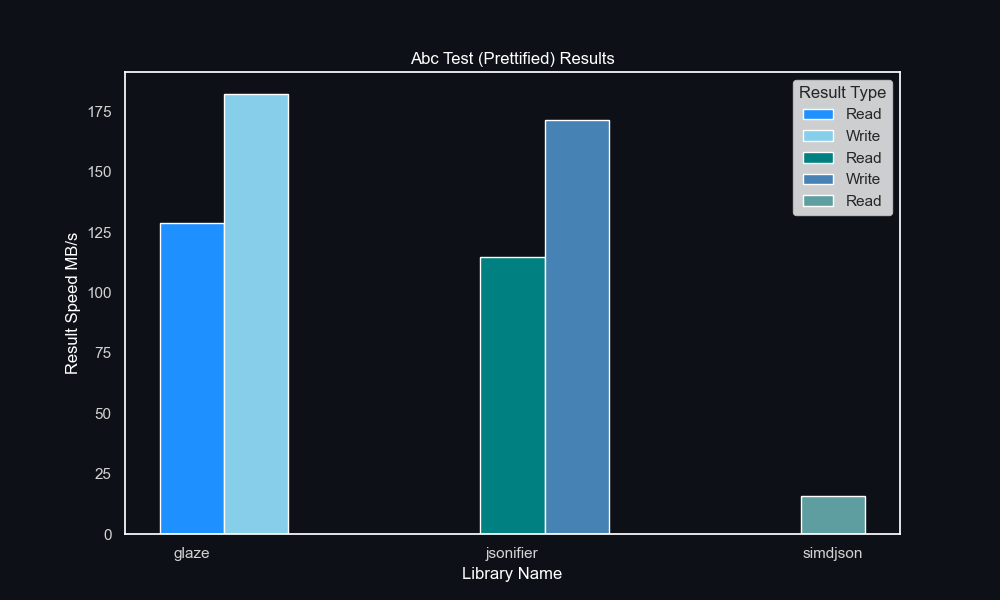 Abc Test (Prettified) Results
Result Type
Read
Write
Read
Write
Read
Result Speed MB/s
175
150
125
100
75
50
25
0
glaze
jsonifier
simdjson
Library Name